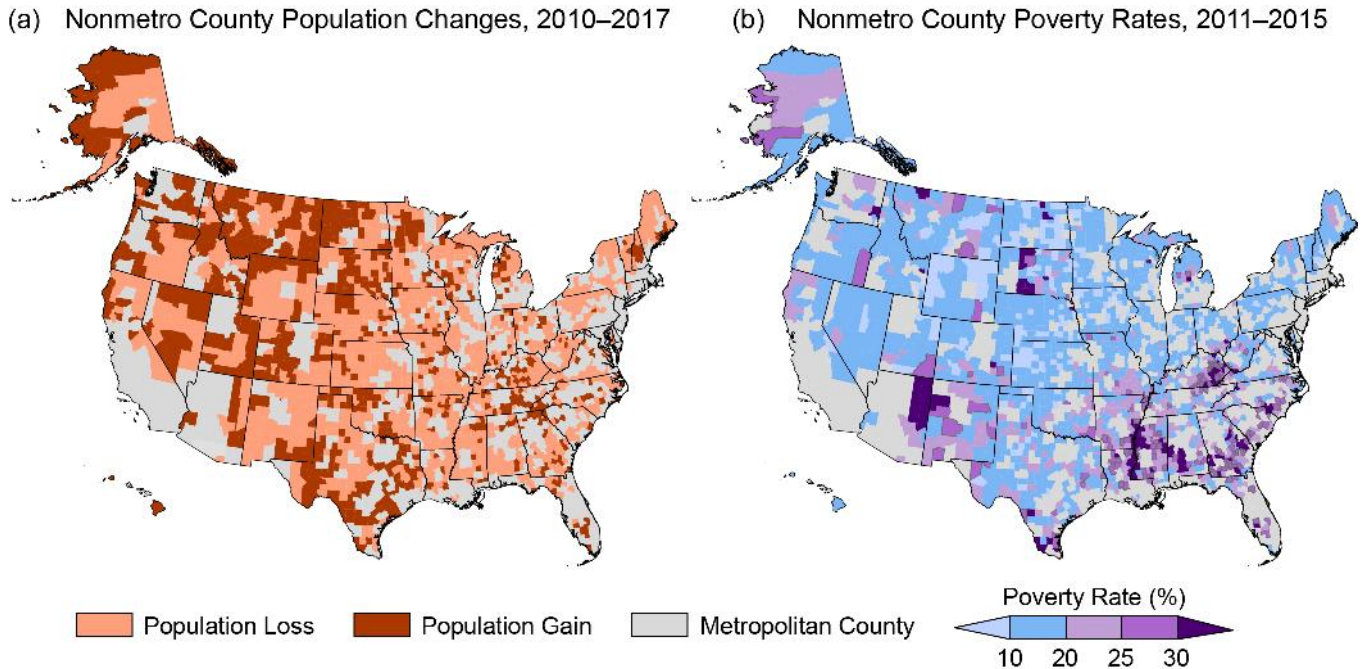 (a) Nonmetro County Population Changes, 2010–2017
(b) Nonmetro County Poverty Rates, 2011–2015
Population Loss
Population Gain
Metropolitan County
Poverty Rate (%)
10 20 25 30